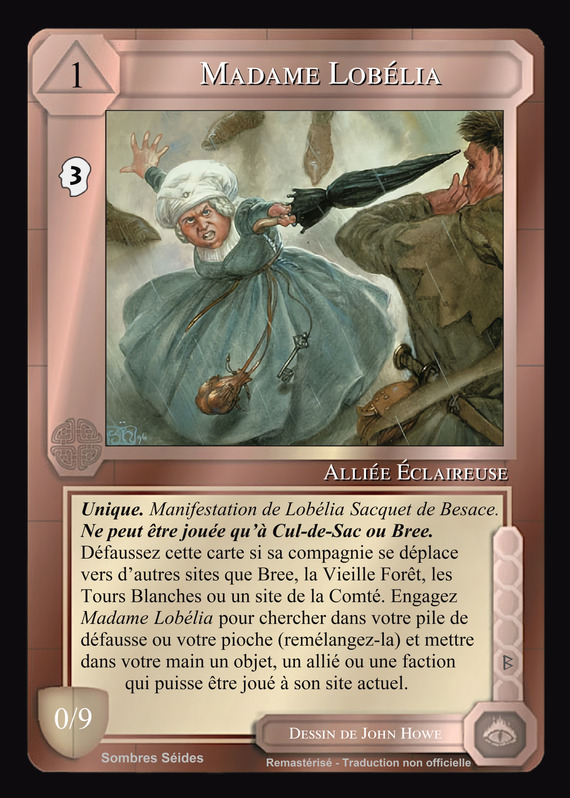 1
MADAME LOBÉLIA
3
ALLIÉE ÉCLAIREUSE
Unique. Manifestation de Lobélia Sacquet de Besace.
Ne peut être jouée qu'à Cul-de-Sac ou Bree.
Défaussez cette carte si sa compagnie se déplace
vers d'autres sites que Bree, la Vieille Forêt, les
Tours Blanches ou un site de la Comté. Engagez
Madame Lobélia pour chercher dans votre pile de
défausse ou votre pioche (remélangez-la) et mettre
dans votre main un objet, un allié ou une faction
qui puisse être joué à son site actuel.
ᛒ
0/9
DESSIN DE JOHN HOWE
Sombres Séides
Remastérisé - Traduction non officielle